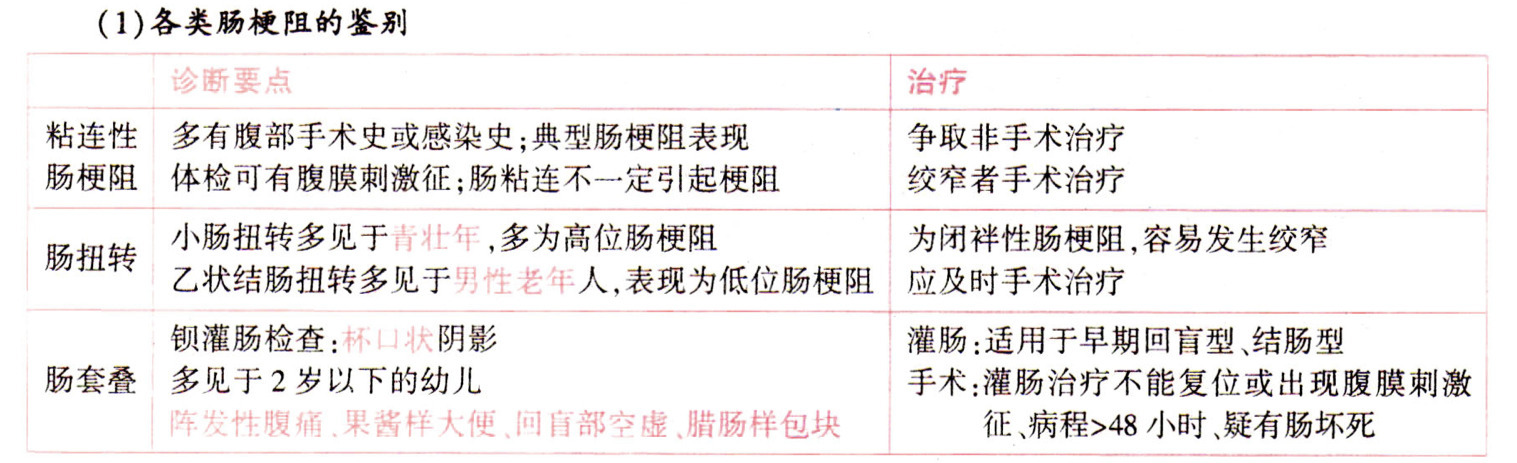 (1)各类肠梗阻的鉴别
诊断要点 治疗
粘连性 多有腹部手术史或感染史;典型肠梗阻表现 争取非手术治疗
肠梗阻 体检可有腹膜刺激征;肠粘连不一定引起梗阻 绞窄者手术治疗
肠扭转
小肠扭转多见于青壮年,多为高位肠梗阻 为闭袢性肠梗阻,容易发生绞窄
乙状结肠扭转多见于男性老年人,表现为低位肠梗阻 应及时手术治疗
钡灌肠检查:杯口状阴影 灌肠:适用于早期回盲型、结肠型
肠套叠 多见于2岁以下的幼儿 手术:灌肠治疗不能复位或出现腹膜刺激
阵发性腹痛、果酱样大便、回盲部空虚、腊肠样包块 征、病程>48小时、疑有肠坏死